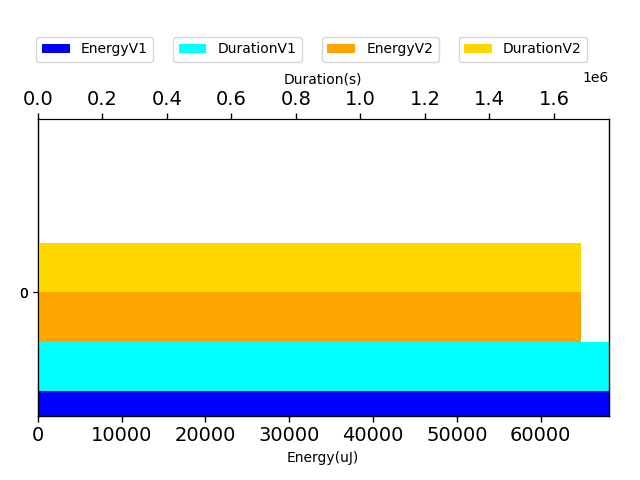 EnergyV1 DurationV1 EnergyV2 DurationV2
Duration(s)
1e6
0.0 0.2 0.4 0.6 0.8 1.0 1.2 1.4 1.6
0
0 10000 20000 30000 40000 50000 60000
Energy(uJ)